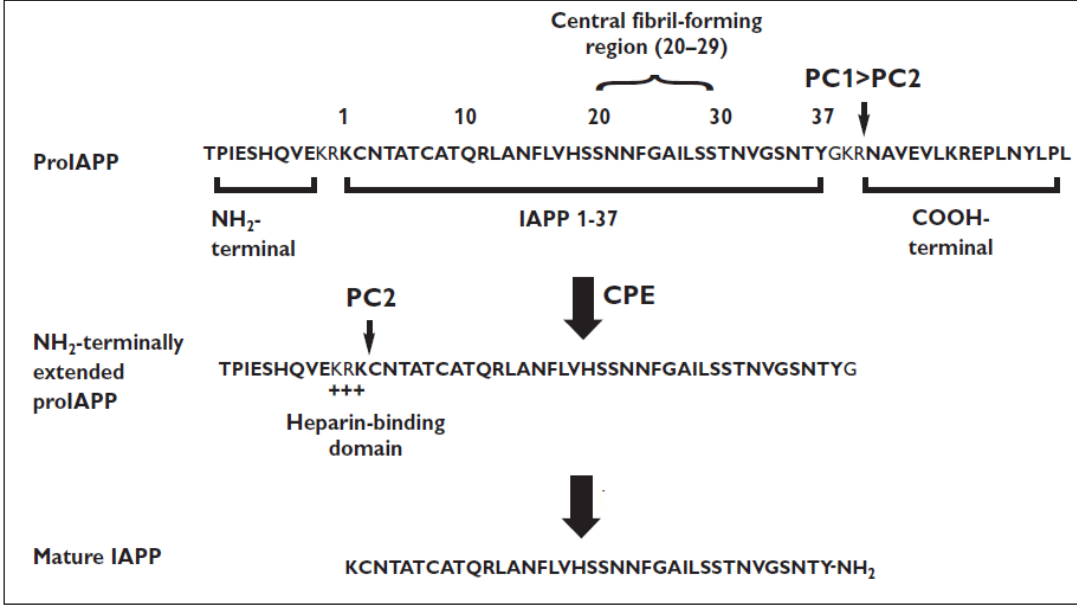 Central fibril-forming
region (20–29)
PC1>PC2
1 10 20 30 37
ProIAPP
TPIESHQVEKRKCNTATCATQRLANFLVHSSNNFGAILSSTNVGSNTYGKRNAVEVLKREPLNYLPL
NH₂-
terminal
IAPP 1-37
COOH-
terminal
PC2
CPE
NH₂-terminally
extended
proIAPP
TPIESHQVEKRKCNTATCATQRLANFLVHSSNNFGAILSSTNVGSNTYG
+++
Heparin-binding
domain
Mature IAPP
KCNTATCATQRLANFLVHSSNNFGAILSSTNVGSNTY-NH₂